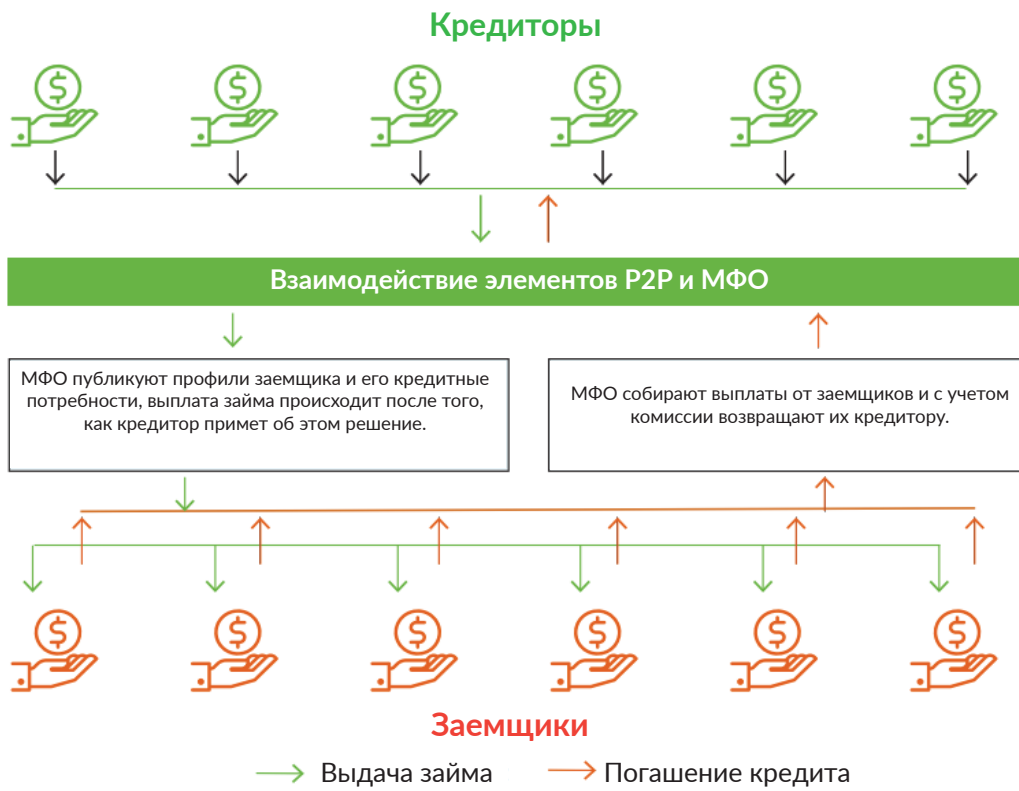 Кредиторы
Взаимодействие элементов P2P и МФО
МФО публикуют профили заемщика и его кредитные
потребности, выплата займа происходит после того,
как кредитор примет об этом решение.
МФО собирают выплаты от заемщиков и с учетом
комиссии возвращают их кредитору.
Заемщики
Выдача займа
Погашение кредита